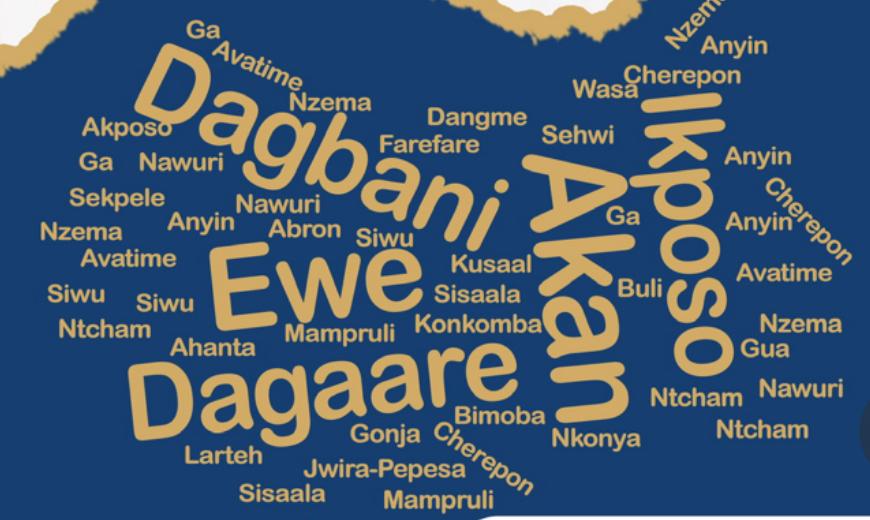 Ga
Avatime
Nzema
Anyin
Cherepon
Wasa
Dagbani
Nzema
Dangme
Akposo
Farefare
Sehwi
Ikposo
Ga
Nawuri
Anyin
Sekpele
Nawuri
Akan
Cherepon
Nzema
Anyin
Abron
Siwu
Ga
Anyin
Avatime
Ewe
Kusaal
Avatime
Siwu
Siwu
Sisaala
Buli
Ntcham
Mampruli
Konkomba
Nzema
Ahanta
Gua
Dagaare
Ntcham
Nawuri
Bimoba
Larteh
Gonja
Cherepon
Nkonya
Ntcham
Jwira-Pepesa
Sisaala
Mampruli